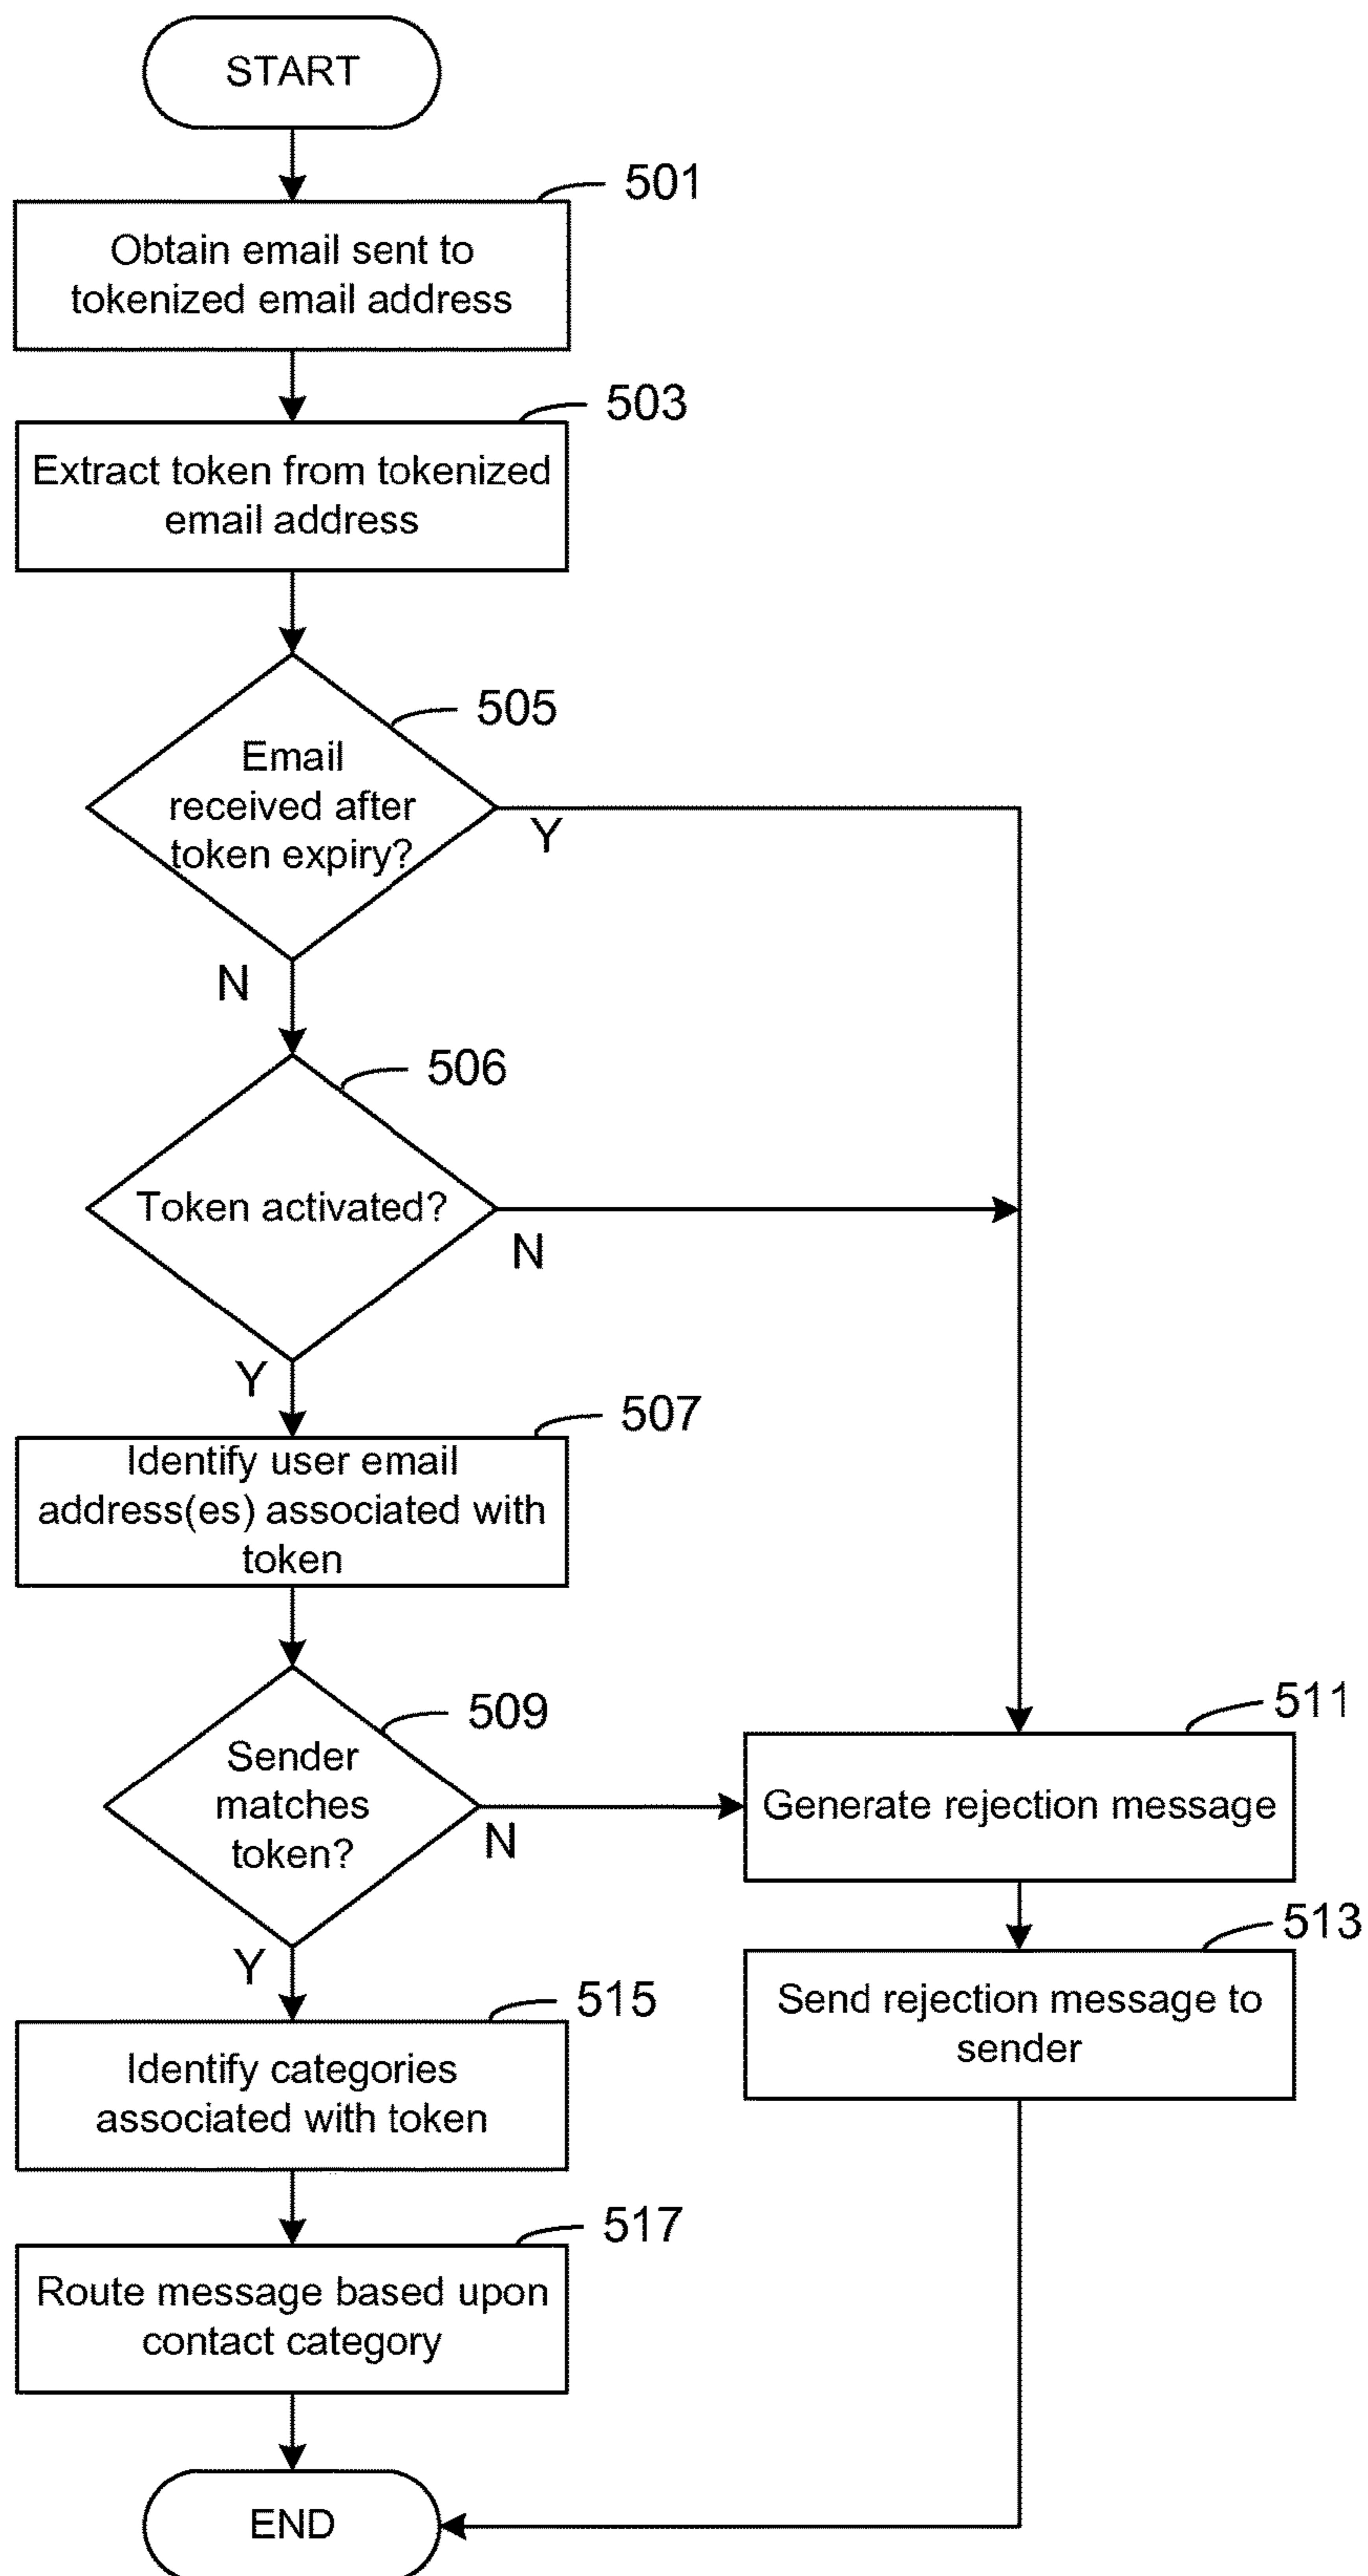 START
501
Obtain email sent to
tokenized email address
503
Extract token from tokenized
email address
505
Email
received after
token expiry?
Y
N
506
Token activated?
N
Y
507
Identify user email
address(es) associated with
token
509
Sender
matches
token?
N
Y
511
Generate rejection message
513
Send rejection message to
sender
515
Identify categories
associated with token
517
Route message based upon
contact category
END